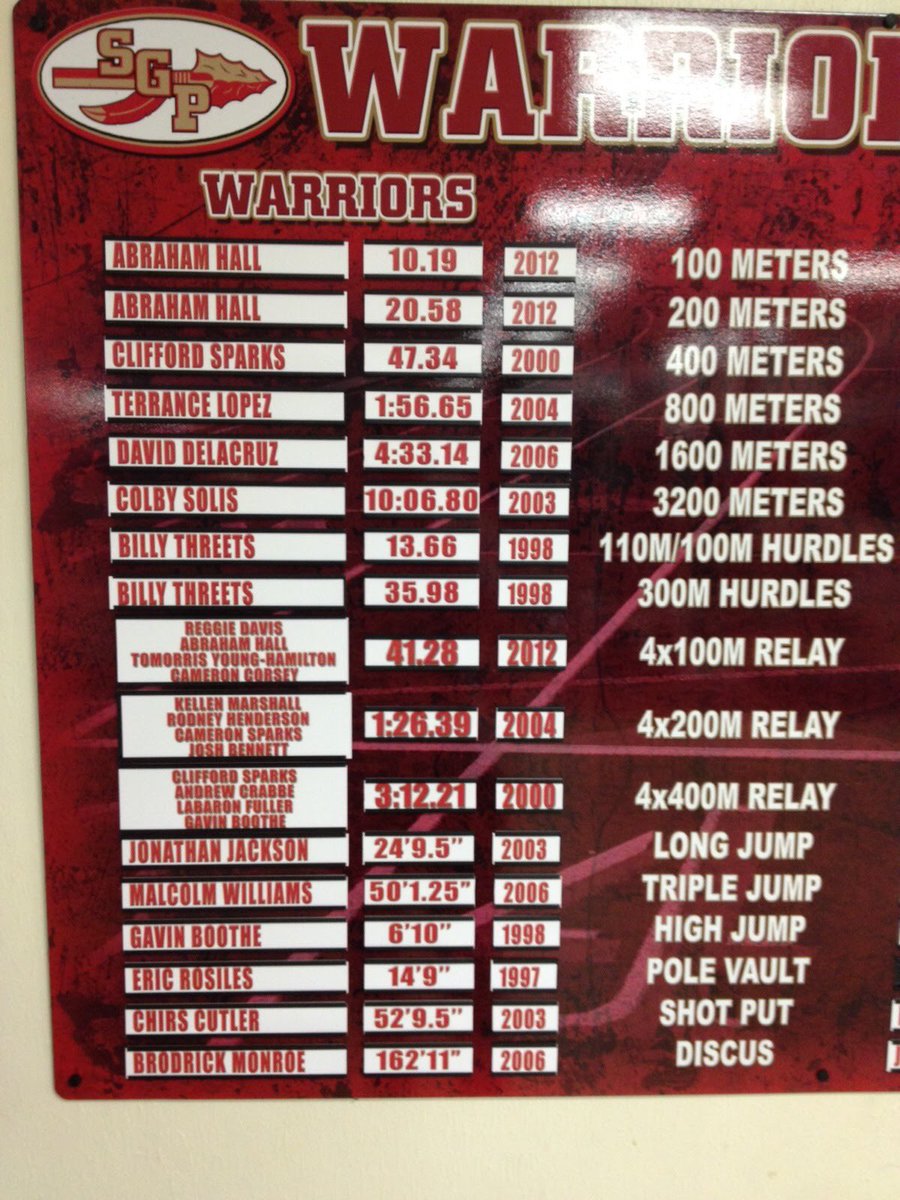 SGP
WARRIORS
ABRAHAM HALL 10.19 2012 100 METERS
ABRAHAM HALL 20.58 2012 200 METERS
CLIFFORD SPARKS 47.34 2000 400 METERS
TERRANCE LOPEZ 1:56.65 2004 800 METERS
DAVID DELACRUZ 4:33.14 2006 1600 METERS
COLBY SOLIS 10:06.80 2003 3200 METERS
BILLY THREETS 13.66 1998 110M/100M HURDLES
BILLY THREETS 35.98 1998 300M HURDLES
REGGIE DAVIS
ABRAHAM HALL
TOMORRIS YOUNG-HAMILTON
CAMERON CORSEY
41.28 2012 4x100M RELAY
KELLEN MARSHALL
RODNEY HENDERSON
CAMERON SPARKS
JOSH BENNETT
1:26.39 2004 4x200M RELAY
CLIFFORD SPARKS
ANDREW CRABBE
LABARON FULLER
GAVIN BOOTHE
3:12.21 2000 4x400M RELAY
JONATHAN JACKSON 24'9.5" 2003 LONG JUMP
MALCOLM WILLIAMS 50'1.25" 2006 TRIPLE JUMP
GAVIN BOOTHE 6'10" 1998 HIGH JUMP
ERIC ROSILES 14'9" 1997 POLE VAULT
CHIRS CUTLER 52'9.5" 2003 SHOT PUT
BRODRICK MONROE 162'11" 2006 DISCUS